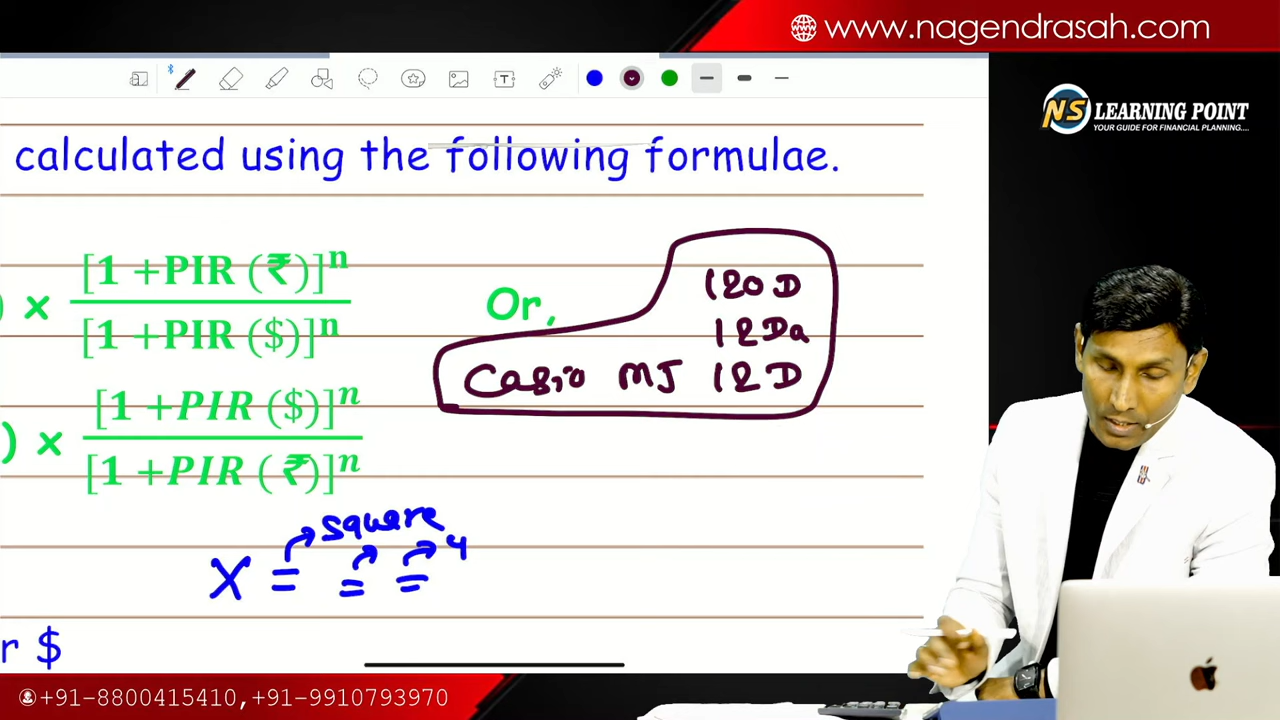 www.nagendrasah.com
NS LEARNING POINT
YOUR GUIDE FOR FINANCIAL PLANNING....
T
calculated using the following formulae.
) × [1 +PIR (₹)]ⁿ
[1 +PIR ($)]ⁿ
Or,
120 D
12 Da
Casio MJ 12 D
) × [1 +PIR ($)]ⁿ
[1 +PIR (₹)]ⁿ
square
X = = = 4
r $
+91-8800415410,+91-9910793970